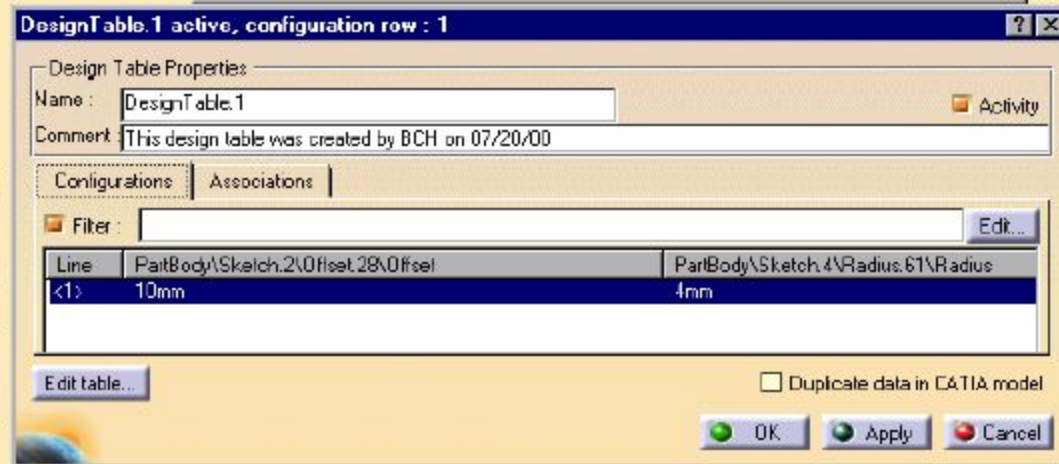 DesignTable.1 active, configuration row : 1
Design Table Properties
Name : DesignTable.1 Activity
Comment : This design table was created by BCH on 07/20/00
Configurations Associations
Filter : Edit...
Line PartBody\Sketch.2\Offset.28\Offset PartBody\Sketch.4\Radius.61\Radius
<1> 10mm 4mm
Edit table... Duplicate data in CATIA model
OK Apply Cancel